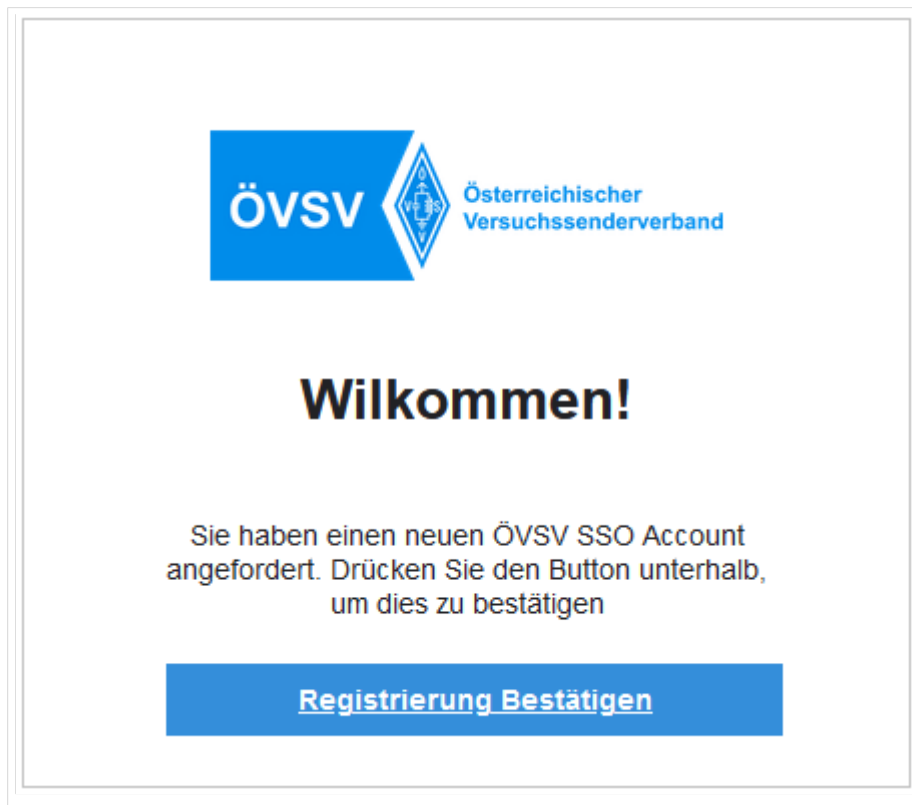 ÖVSV
Ö
V S
V
Österreichischer
Versuchssenderverband
Wilkommen!
Sie haben einen neuen ÖVSV SSO Account
angefordert. Drücken Sie den Button unterhalb,
um dies zu bestätigen
Registrierung Bestätigen